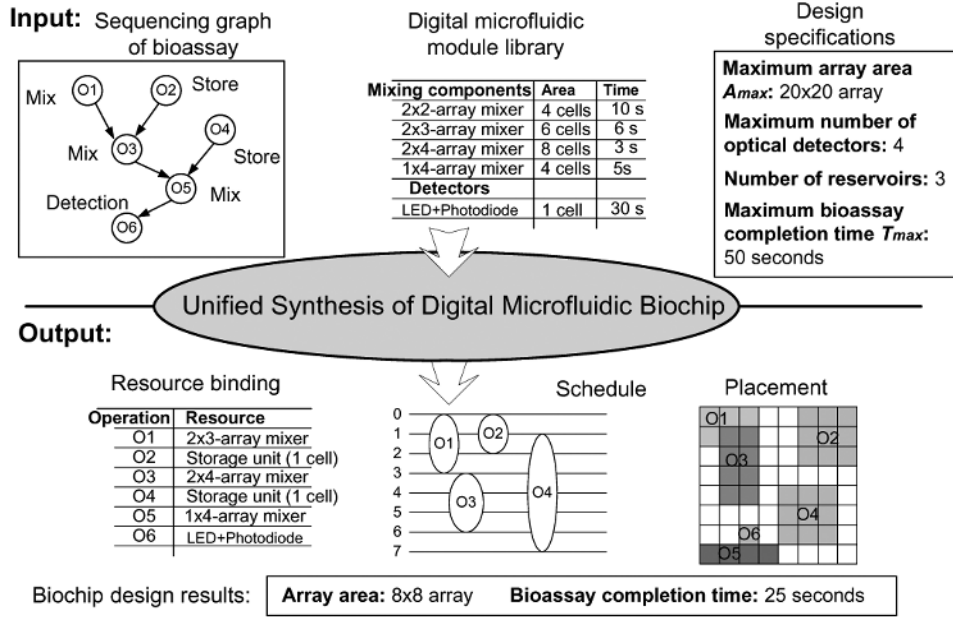 Input:
Sequencing graph
of bioassay
O1
O2
Store
Mix
O4
O3
Mix
Store
O5
Mix
Detection
O6
Digital microfluidic
module library
Mixing components Area Time
2x2-array mixer 4 cells 10 s
2x3-array mixer 6 cells 6 s
2x4-array mixer 8 cells 3 s
1x4-array mixer 4 cells 5s
Detectors
LED+Photodiode 1 cell 30 s
Design
specifications
Maximum array area
Amax: 20x20 array
Maximum number of
optical detectors: 4
Number of reservoirs: 3
Maximum bioassay
completion time Tmax:
50 seconds
Unified Synthesis of Digital Microfluidic Biochip
Output:
Resource binding
Operation Resource
O1 2x3-array mixer
O2 Storage unit (1 cell)
O3 2x4-array mixer
O4 Storage unit (1 cell)
O5 1x4-array mixer
O6 LED+Photodiode
Schedule
0
1
2
3
4
5
6
7
O1
O2
O3
O4
Placement
O1
O2
O3
O4
O6
O5
Biochip design results:
Array area: 8x8 array Bioassay completion time: 25 seconds